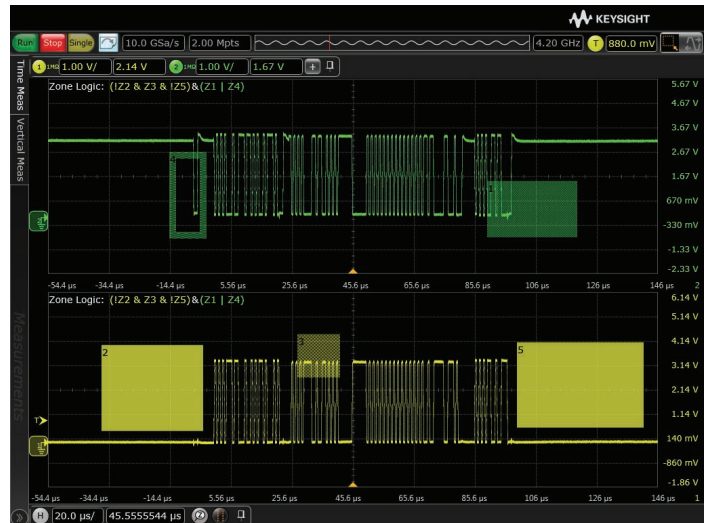 KEYSIGHT
Run Stop Single 10.0 GSa/s 2.00 Mpts 4.20 GHz T 880.0 mV
1 1MΩ 1.00 V/ 2.14 V 2 1MΩ 1.00 V/ 1.67 V +
Time Meas
Vertical Meas
Measurements
Zone Logic: (!Z2 & Z3 & !Z5)&(Z1 | Z4)
5.67 V
4.67 V
3.67 V
2.67 V
1.67 V
670 mV
-330 mV
-1.33 V
-2.33 V
-54.4 µs -34.4 µs -14.4 µs 5.56 µs 25.6 µs 45.6 µs 65.6 µs 85.6 µs 106 µs 126 µs 146 µs 2
Zone Logic: (!Z2 & Z3 & !Z5)&(Z1 | Z4)
6.14 V
5.14 V
4.14 V
3.14 V
2.14 V
1.14 V
140 mV
-860 mV
-1.86 V
2
3
5
T
-54.4 µs -34.4 µs -14.4 µs 5.56 µs 25.6 µs 45.6 µs 65.6 µs 85.6 µs 106 µs 126 µs 146 µs 1
H 20.0 µs/ 45.5555544 µs